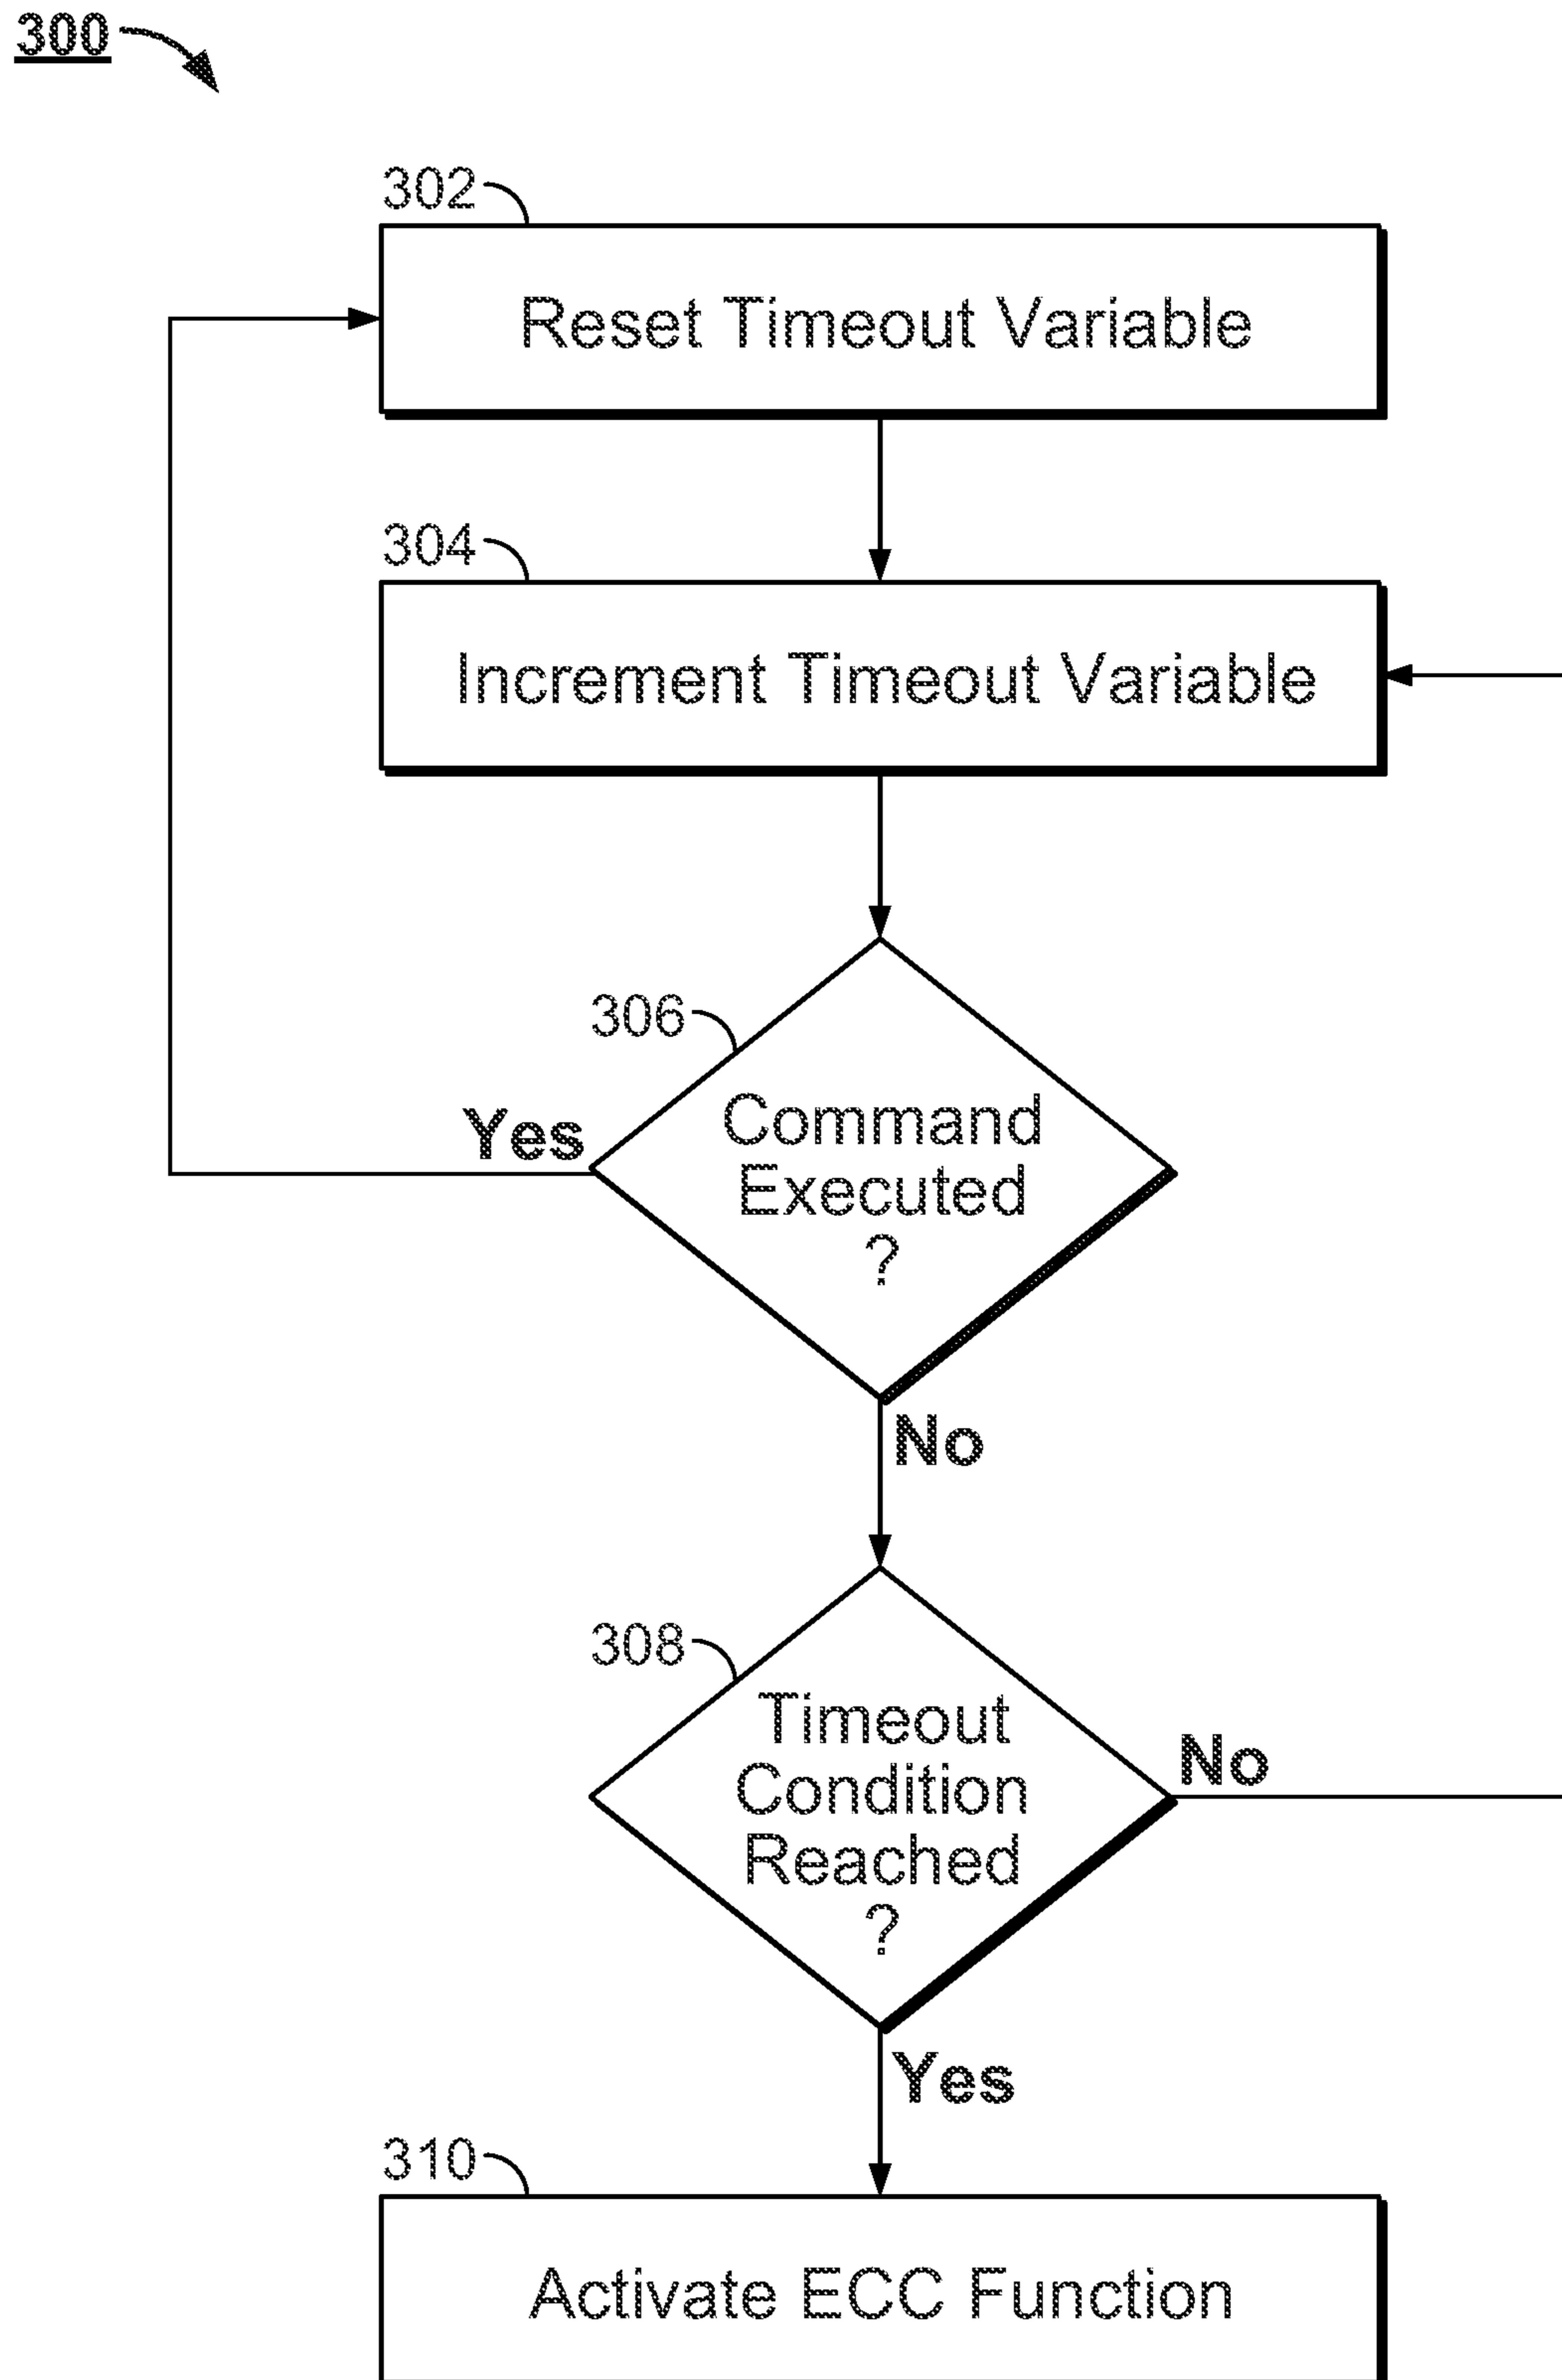 300
302
Reset Timeout Variable
304
Increment Timeout Variable
306
Command
Executed
?
Yes
No
308
Timeout
Condition
Reached
?
No
Yes
310
Activate ECC Function